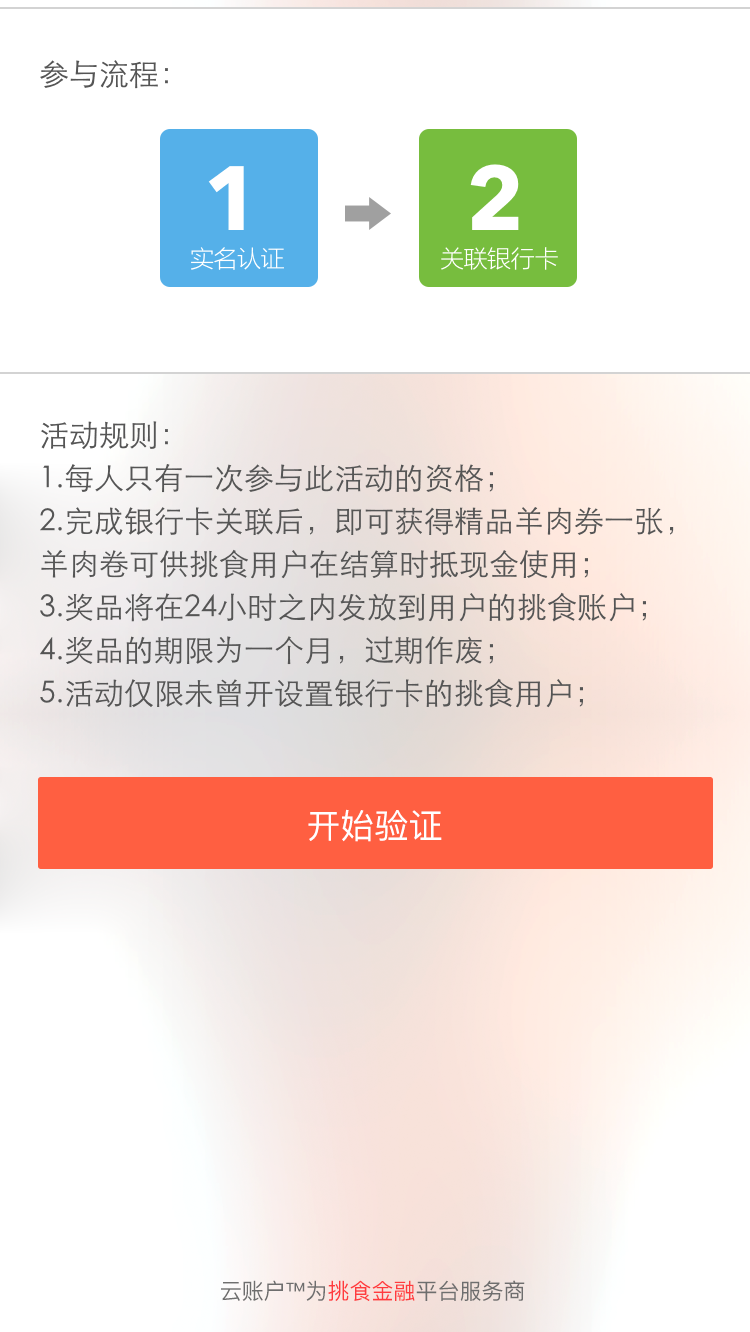 参与流程：
1
实名认证
2
关联银行卡
活动规则：
1.每人只有一次参与此活动的资格；
2.完成银行卡关联后，即可获得精品羊肉券一张，
羊肉卷可供挑食用户在结算时抵现金使用；
3.奖品将在24小时之内发放到用户的挑食账户；
4.奖品的期限为一个月，过期作废；
5.活动仅限未曾开设置银行卡的挑食用户；
开始验证
云账户™为挑食金融平台服务商